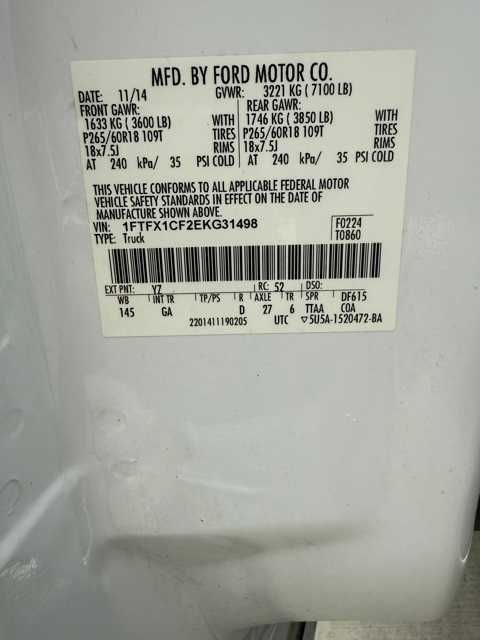 MFD. BY FORD MOTOR CO.
DATE: 11/14 GVWR: 3221 KG ( 7100 LB)
FRONT GAWR: REAR GAWR:
1633 KG ( 3600 LB) WITH 1746 KG ( 3850 LB) WITH
P265/60R18 109T TIRES P265/60R18 109T TIRES
18x7.5J RIMS 18x7.5J RIMS
AT 240 kPa/ 35 PSI COLD AT 240 kPa/ 35 PSI COLD
THIS VEHICLE CONFORMS TO ALL APPLICABLE FEDERAL MOTOR
VEHICLE SAFETY STANDARDS IN EFFECT ON THE DATE OF
MANUFACTURE SHOWN ABOVE.
VIN: 1FTFX1CF2EKG31498 F0224
TYPE: Truck T0860
EXT PNT: YZ RC: 52 DSO:
WB INT TR TP/PS R AXLE TR SPR DF615
145 GA D 27 6 TTAA COA
2201411190205 UTC ▽5U5A-1520472-BA